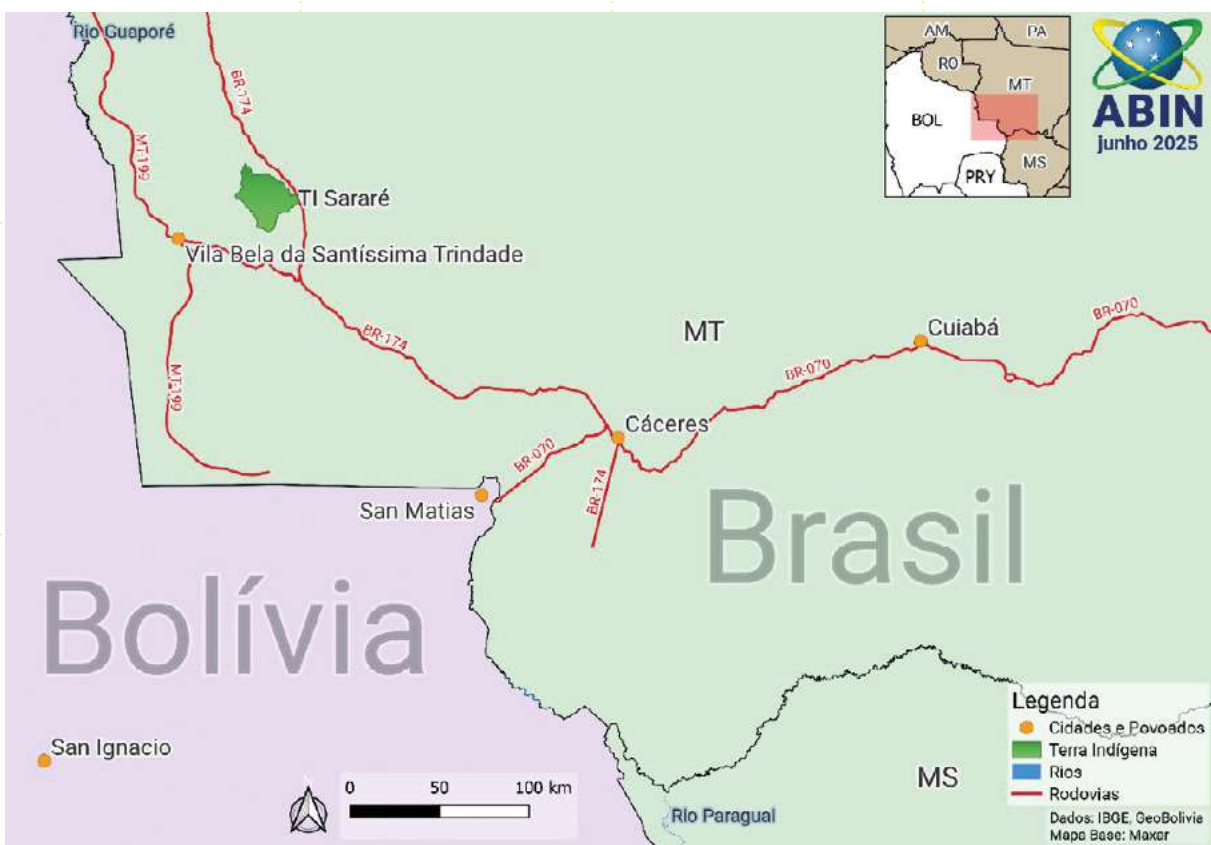 Rio Guaporé
BR-174
MT-199
TI Sararé
Vila Bela da Santíssima Trindade
AM
PA
RO
MT
BOL
MS
PRY
ABIN
junho 2025
MT
BR-174
MT-199
Cuiabá
BR-070
BR-070
Cáceres
BR-070
BR-174
San Matias
Brasil
Bolívia
San Ignacio
N
0 50 100 km
Rio Paraguai
MS
Legenda
Cidades e Povoados
Terra Indígena
Rios
Rodovias
Dados: IBGE, GeoBolivia
Mapa Base: Maxar